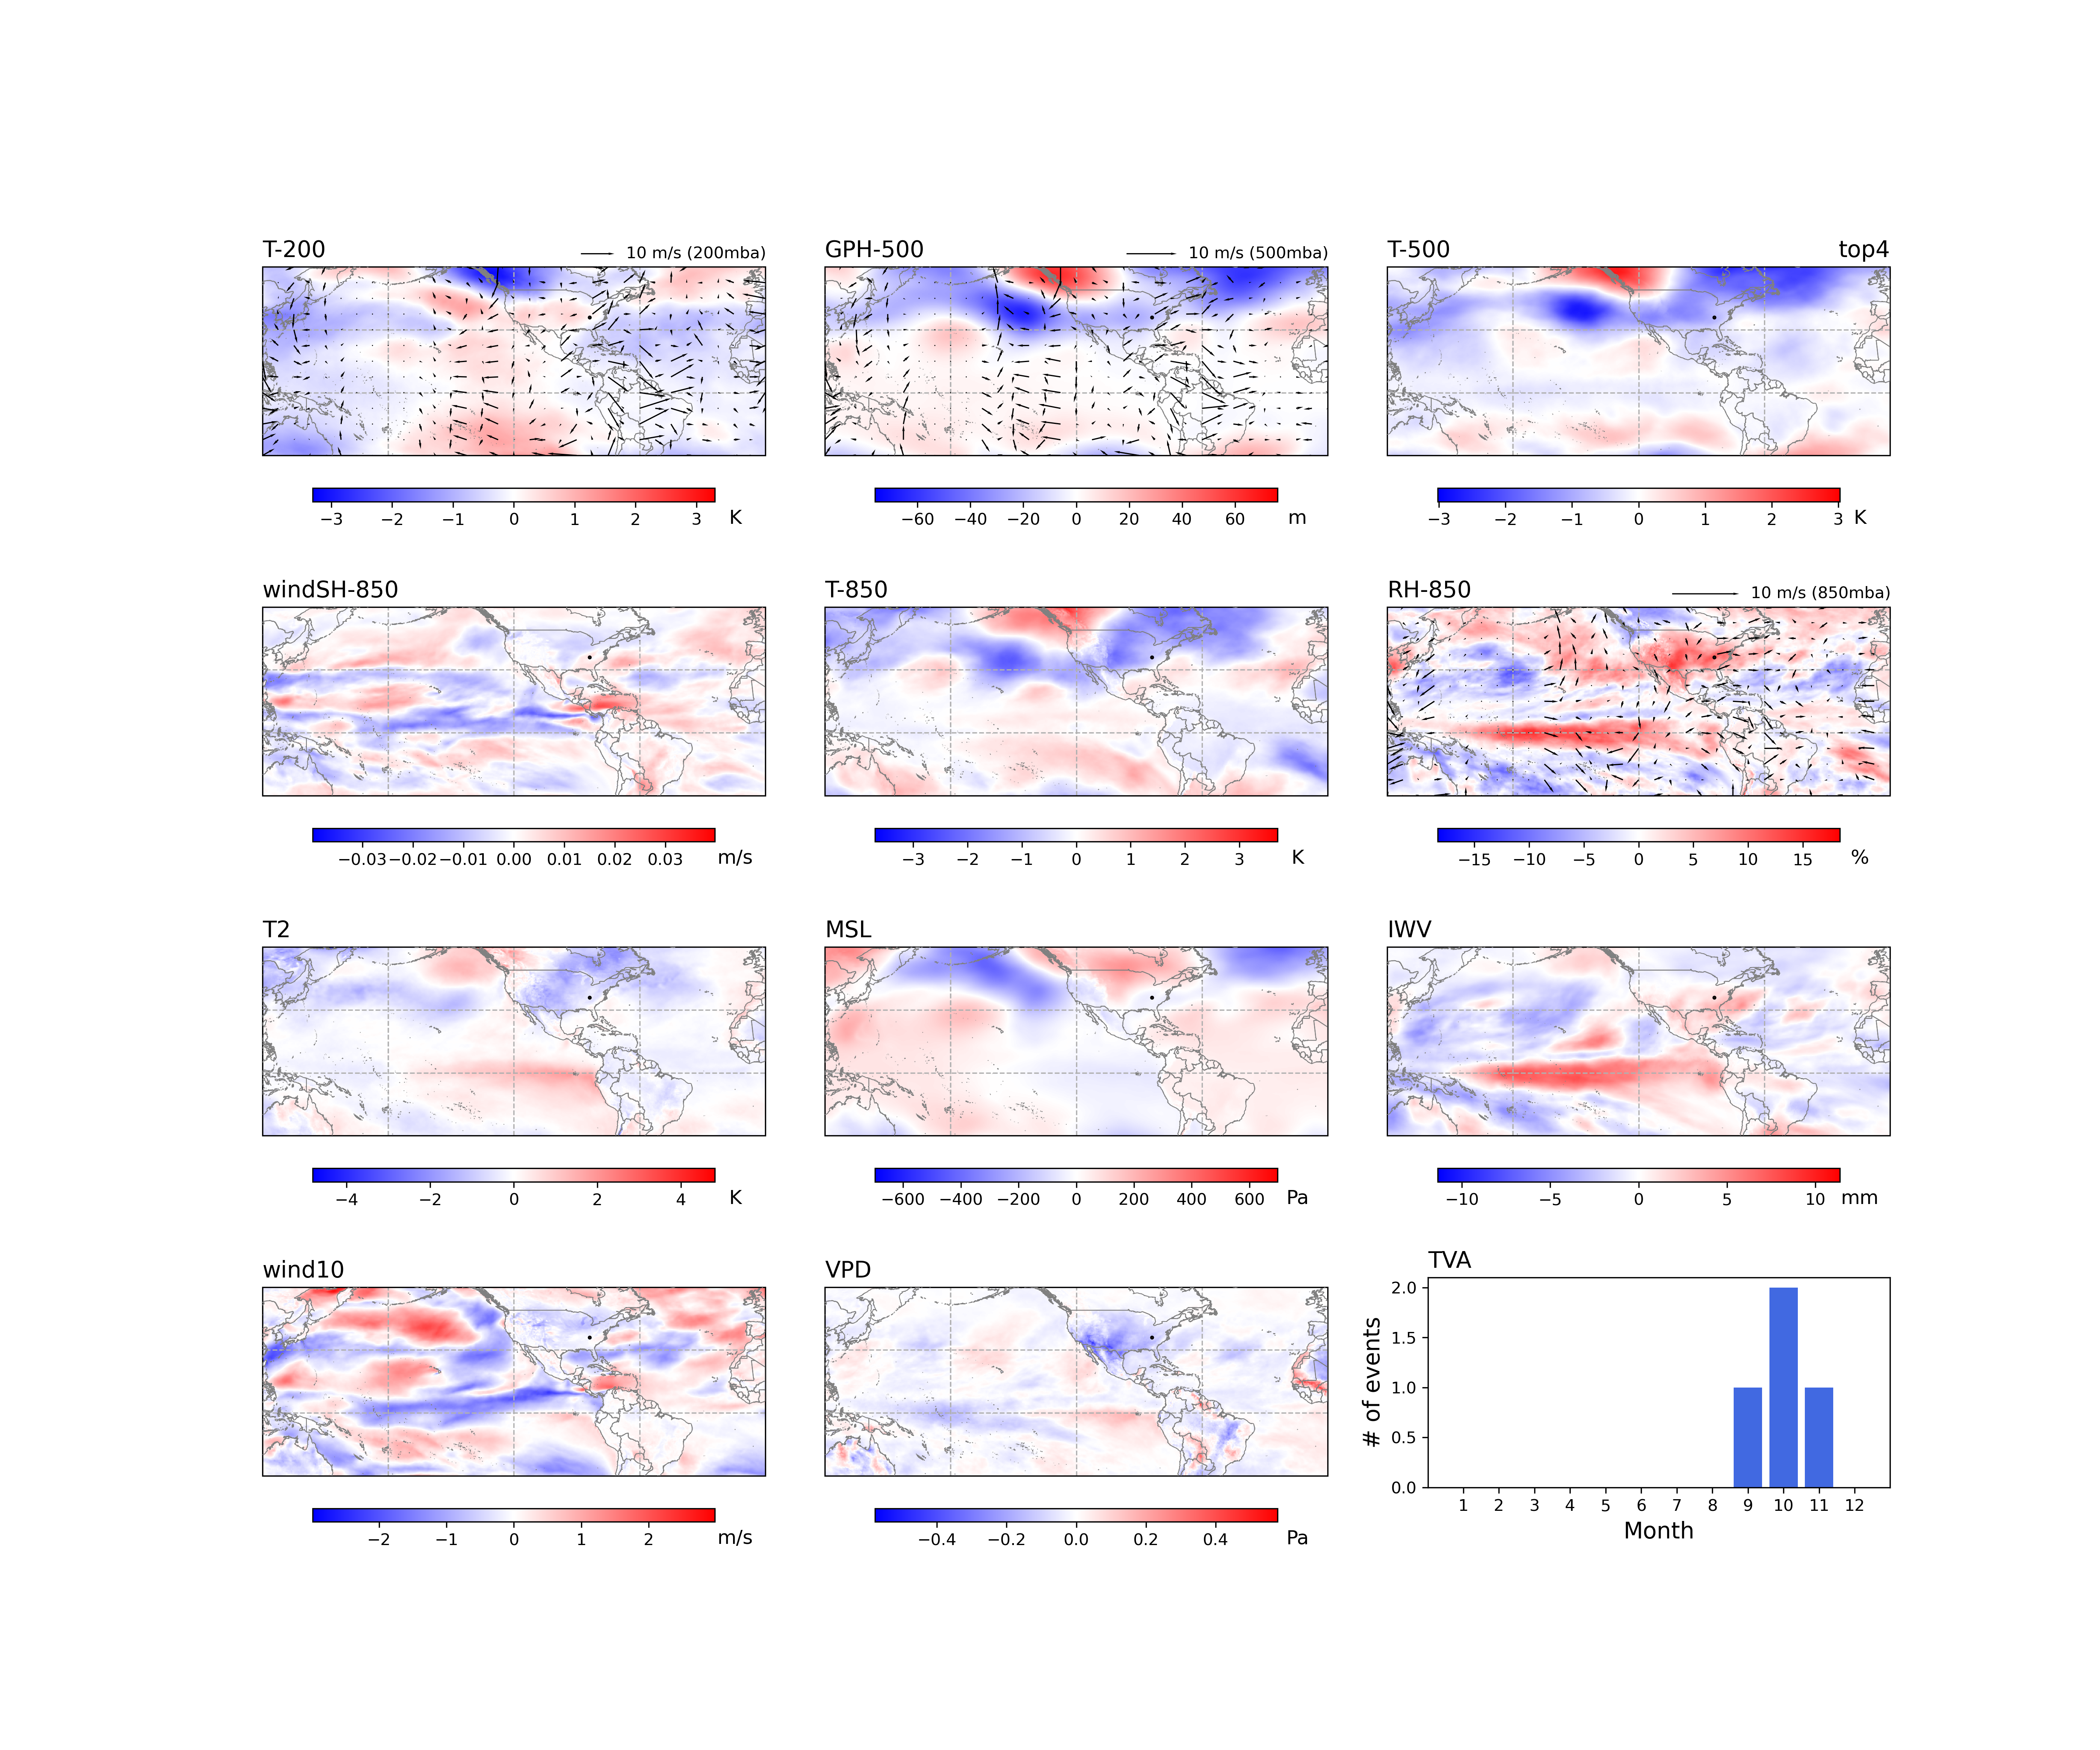 T-200
10 m/s (200mba)
GPH-500
10 m/s (500mba)
T-500
top4
−3 −2 −1 0 1 2 3 K
−60 −40 −20 0 20 40 60 m
−3 −2 −1 0 1 2 3 K
windSH-850
T-850
RH-850
10 m/s (850mba)
−0.03 −0.02 −0.01 0.00 0.01 0.02 0.03 m/s
−3 −2 −1 0 1 2 3 K
−15 −10 −5 0 5 10 15 %
T2
MSL
IWV
−4 −2 0 2 4 K
−600 −400 −200 0 200 400 600 Pa
−10 −5 0 5 10 mm
wind10
VPD
TVA
−2 −1 0 1 2 m/s
−0.4 −0.2 0.0 0.2 0.4 Pa
# of events
2.0
1.5
1.0
0.5
0.0
1 2 3 4 5 6 7 8 9 10 11 12
Month